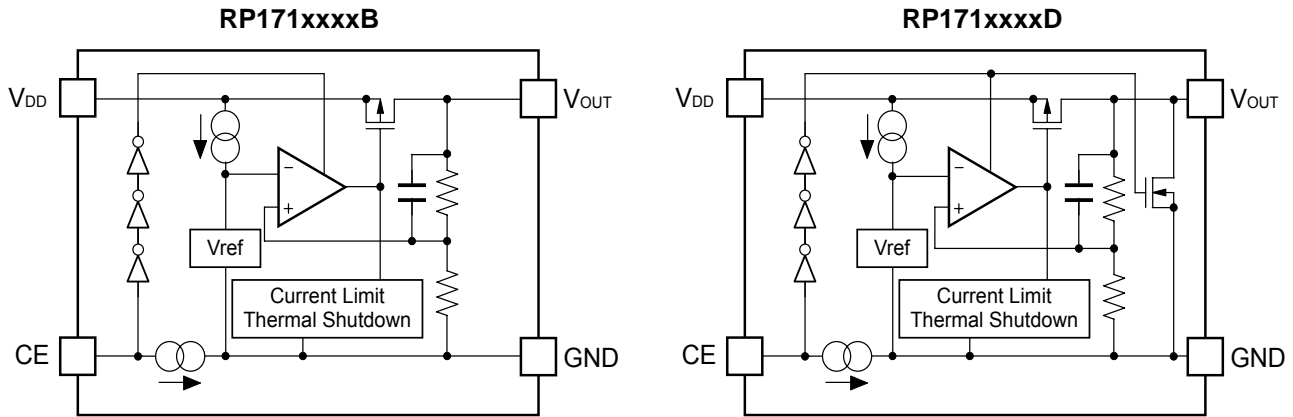 RP171xxxxB
VDD
VOUT
−
+
Vref
Current Limit
Thermal Shutdown
CE
GND
RP171xxxxD
VDD
VOUT
−
+
Vref
Current Limit
Thermal Shutdown
CE
GND